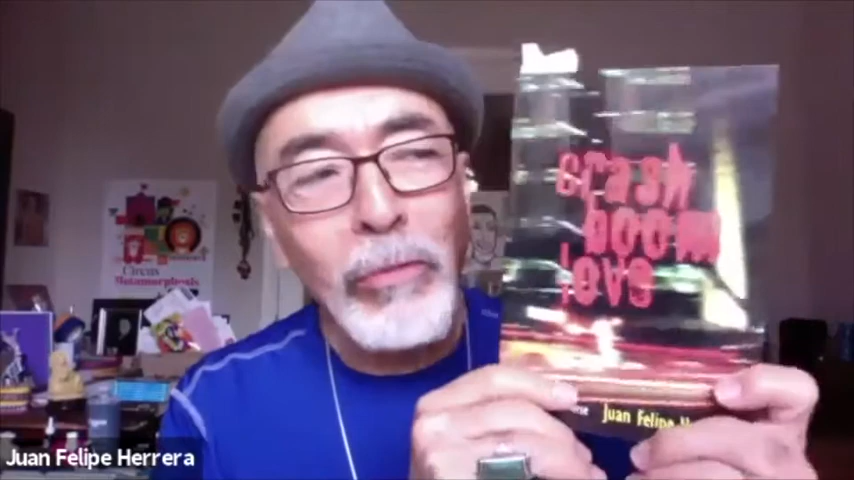 Circus
Metamorphosis
crash
boom
love
Juan Felipe
Juan Felipe Herrera